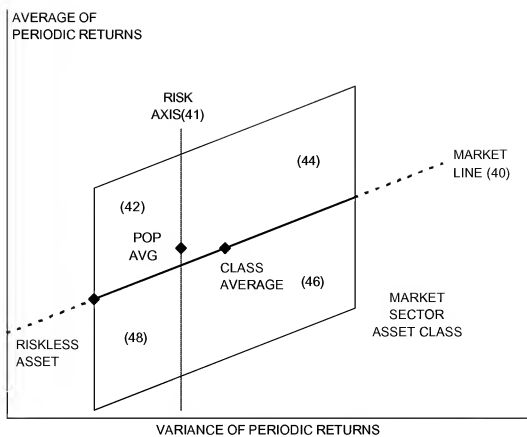 AVERAGE OF
PERIODIC RETURNS
RISK
AXIS(41)
(44)
MARKET
LINE (40)
(42)
POP
AVG
CLASS
AVERAGE
(46)
MARKET
SECTOR
ASSET CLASS
(48)
RISKLESS
ASSET
VARIANCE OF PERIODIC RETURNS